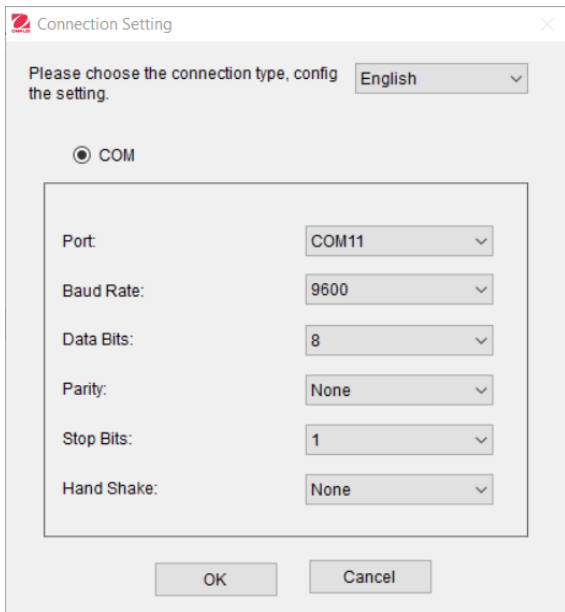 OHAUS
Connection Setting
Please choose the connection type, config
the setting.
English
COM
Port:
COM11
Baud Rate:
9600
Data Bits:
8
Parity:
None
Stop Bits:
1
Hand Shake:
None
OK
Cancel